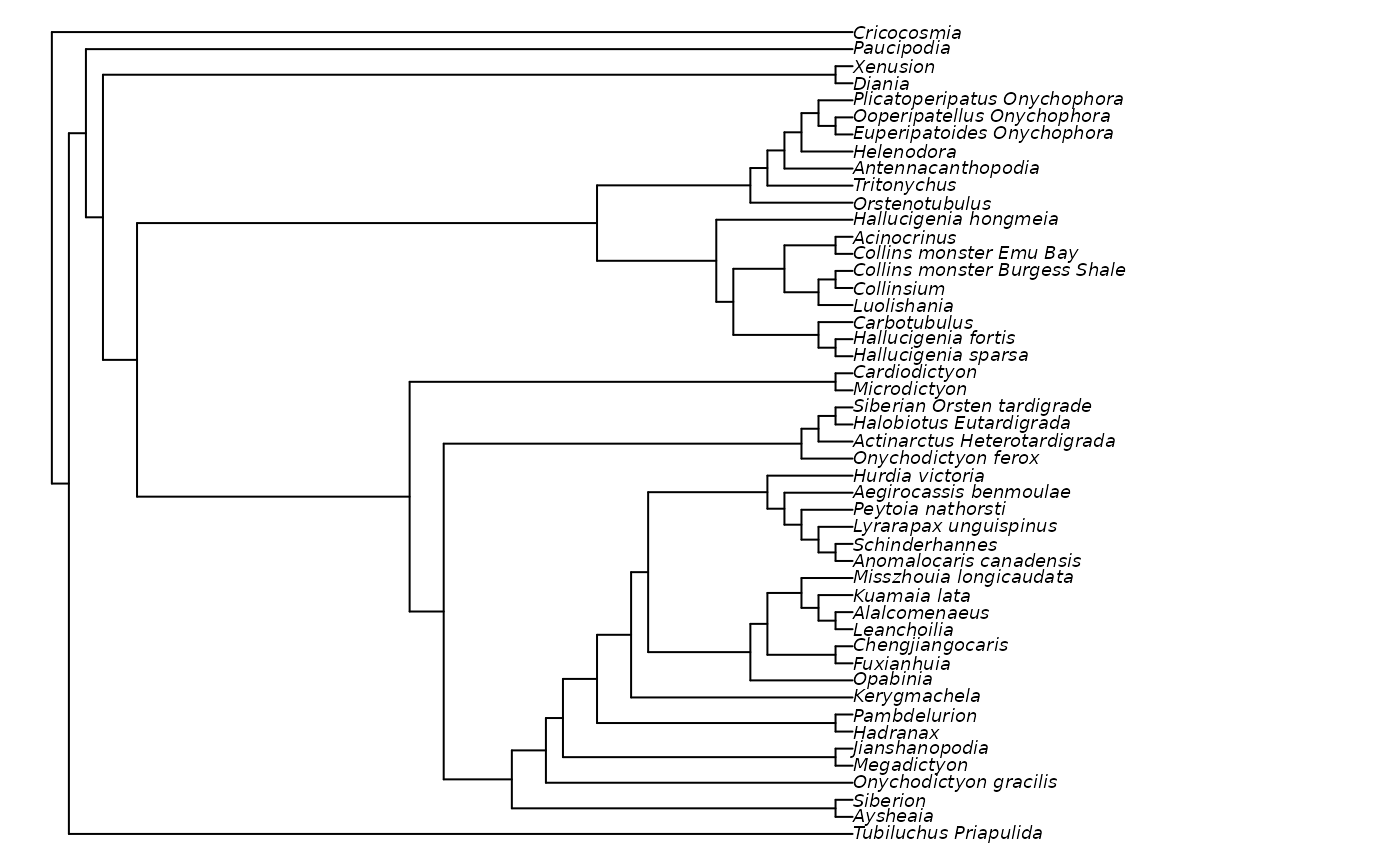 Cricocosmia
Paucipodia
Xenusion
Diania
Plicatoperipatus Onychophora
Ooperipatellus Onychophora
Euperipatoides Onychophora
Helenodora
Antennacanthopodia
Tritonychus
Orstenotubulus
Hallucigenia hongmeia
Acinocrinus
Collins monster Emu Bay
Collins monster Burgess Shale
Collinsium
Luolishania
Carbotubulus
Hallucigenia fortis
Hallucigenia sparsa
Cardiodictyon
Microdictyon
Siberian Orsten tardigrade
Halobiotus Eutardigrada
Actinarctus Heterotardigrada
Onychodictyon ferox
Hurdia victoria
Aegirocassis benmoulae
Peytoia nathorsti
Lyrarapax unguispinus
Schinderhannes
Anomalocaris canadensis
Misszhouia longicaudata
Kuamaia lata
Alalcomenaeus
Leanchoilia
Chengjiangocaris
Fuxianhuia
Opabinia
Kerygmachela
Pambdelurion
Hadranax
Jianshanopodia
Megadictyon
Onychodictyon gracilis
Siberion
Aysheaia
Tubiluchus Priapulida